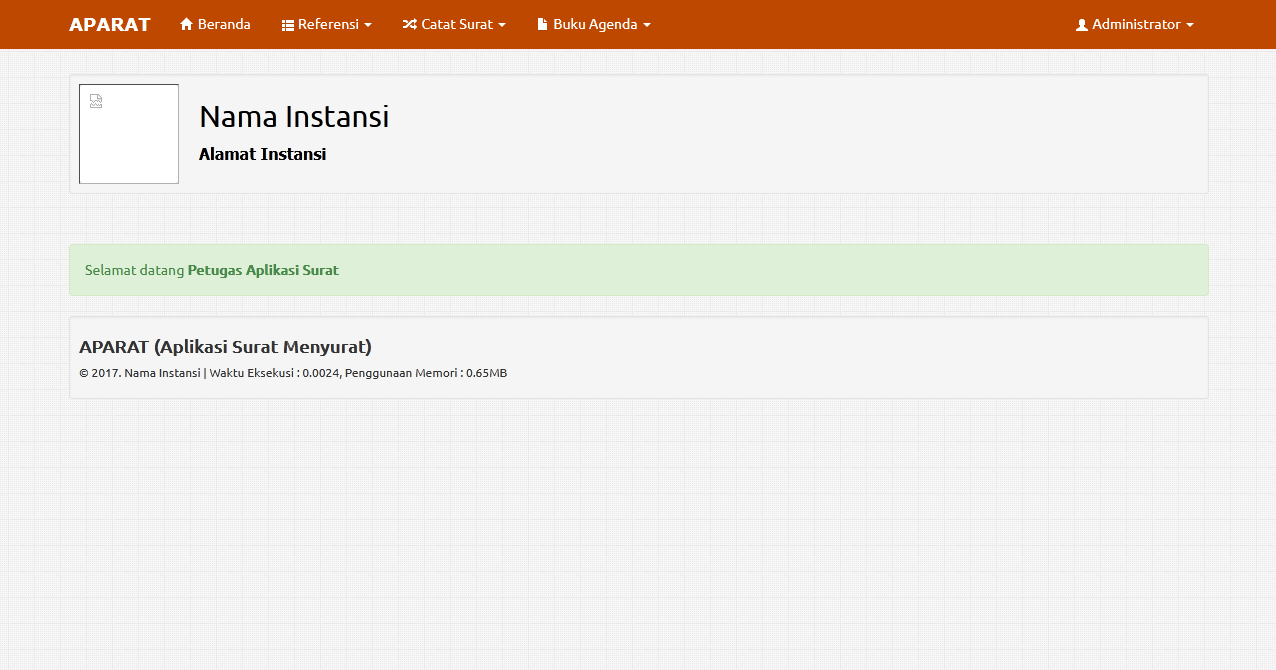 APARAT Beranda Referensi Catat Surat Buku Agenda Administrator
Nama Instansi
Alamat Instansi
Selamat datang Petugas Aplikasi Surat
APARAT (Aplikasi Surat Menyurat)
© 2017. Nama Instansi | Waktu Eksekusi : 0.0024, Penggunaan Memori : 0.65MB